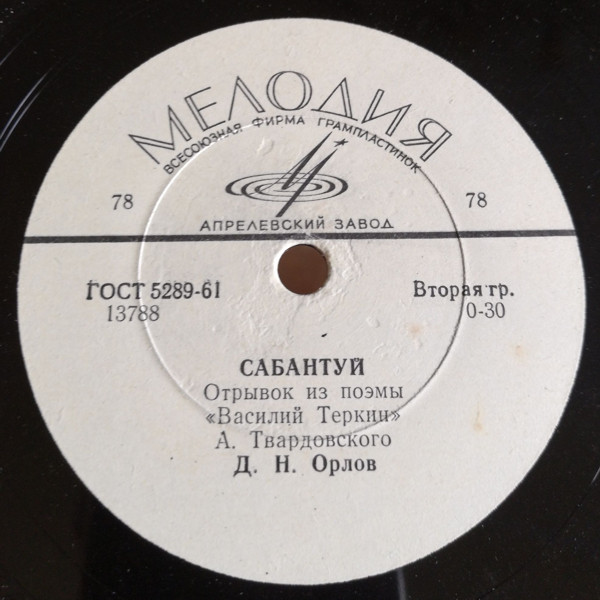 МЕЛОДИЯ
ВСЕСОЮЗНАЯ ФИРМА ГРАМПЛАСТИНОК
78 78
АПРЕЛЕВСКИЙ ЗАВОД
ГОСТ 5289-61 Вторая гр.
13788 0-30
САБАНТУЙ
Отрывок из поэмы
«Василий Теркин»
А. Твардовского
Д. Н. Орлов